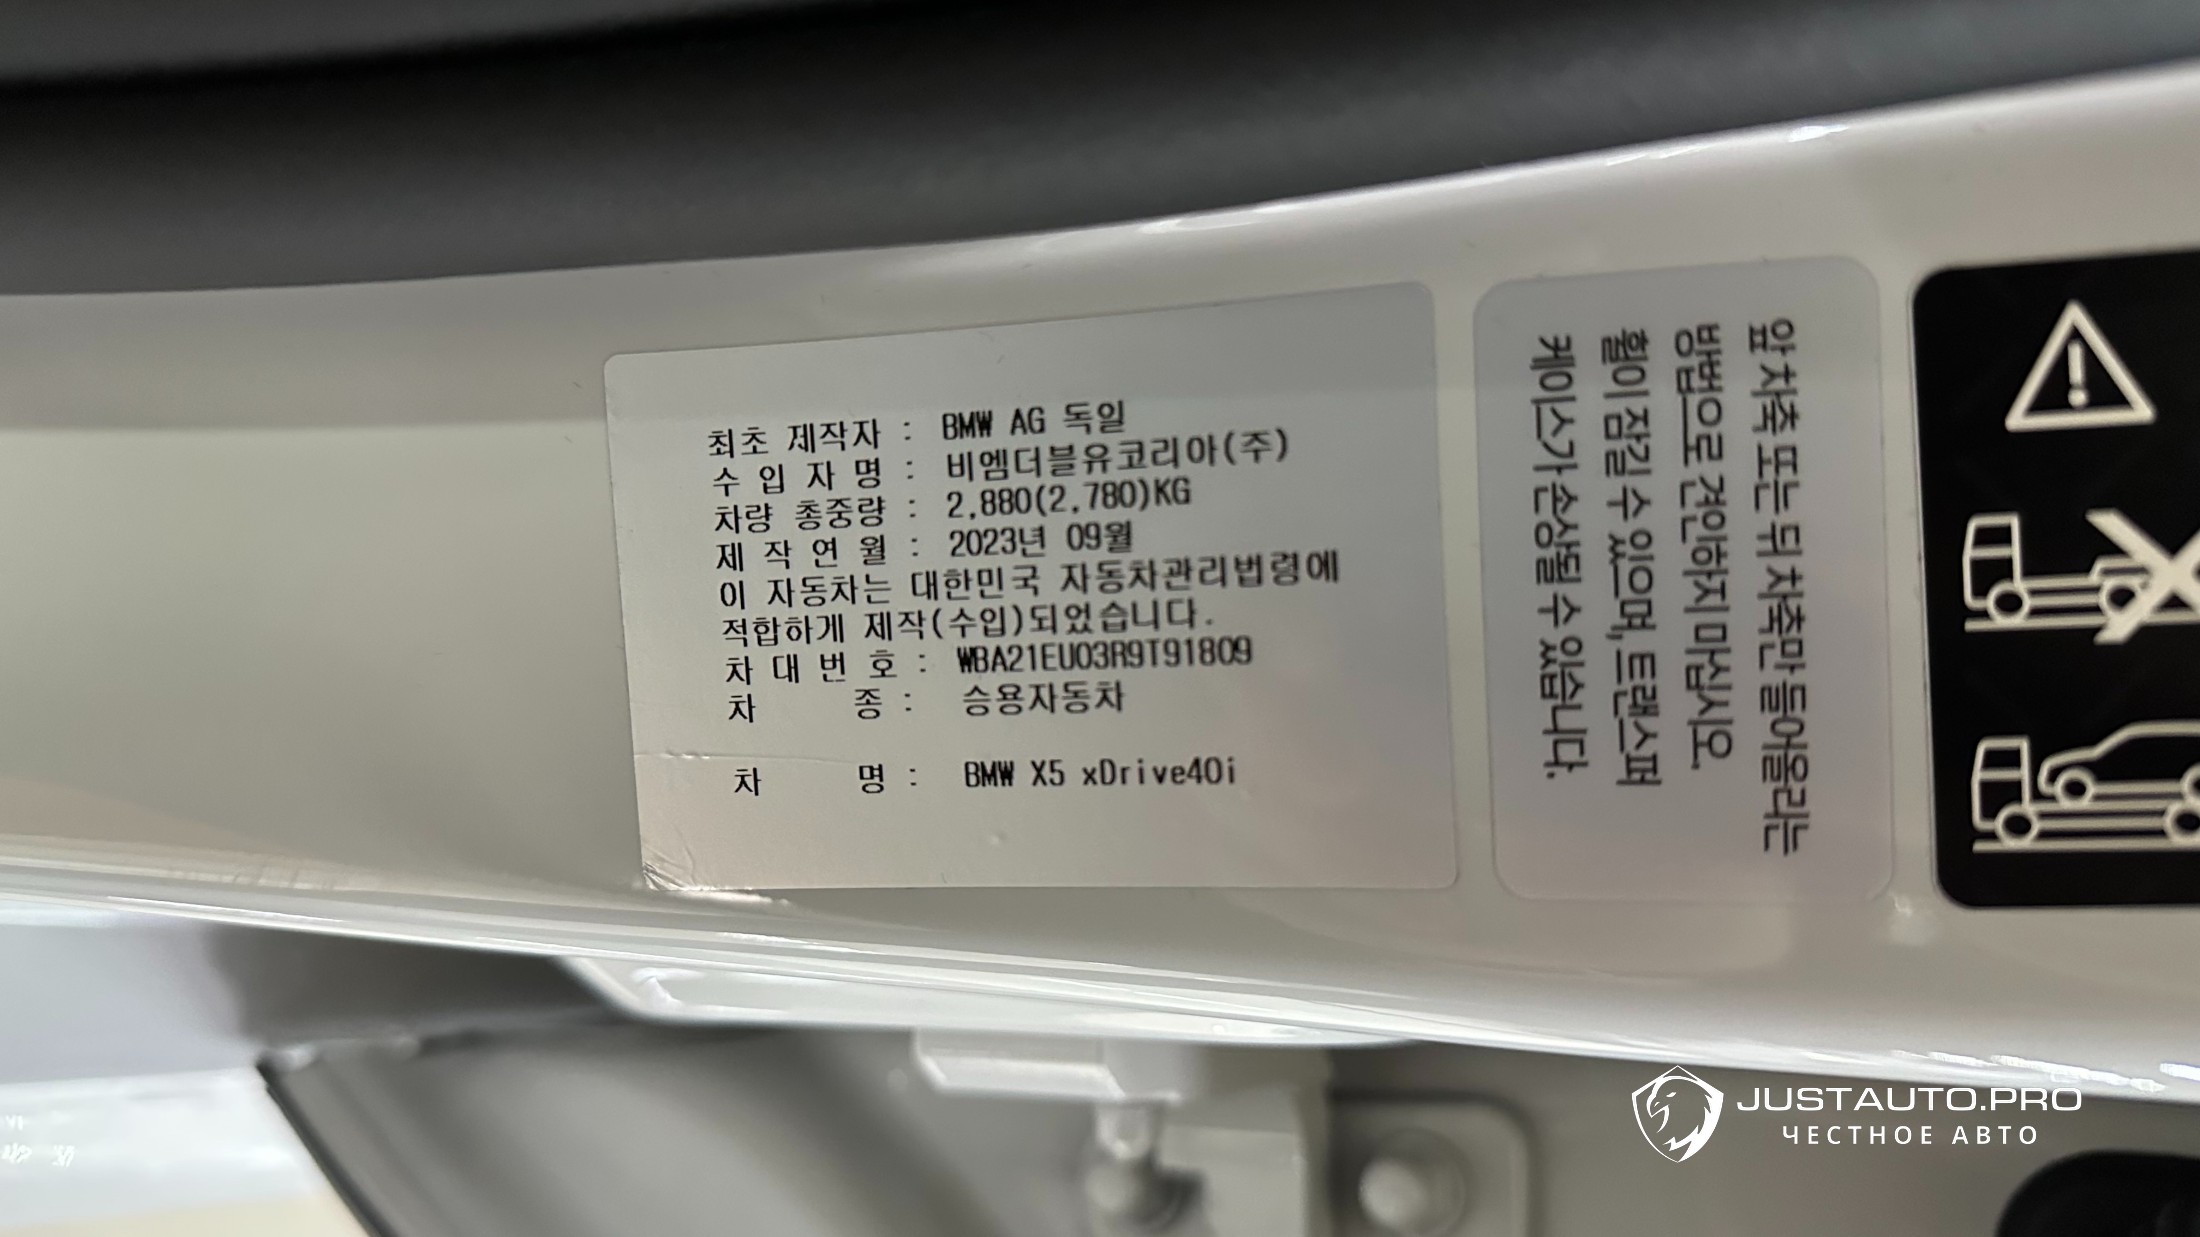 최초 제작자 : BMW AG 독일
수 입 자 명 : 비엠더블유코리아(주)
차량 총중량 : 2,880(2,780)KG
제 작 연 월 : 2023년 09월
이 자동차는 대한민국 자동차관리법령에
적합하게 제작(수입)되었습니다.
차 대 번 호 : WBA21EU03R9T91809
차 종 : 승용자동차
차 명 : BMW X5 xDrive40i
앞 차축 또는 뒤 차축만 들어올리는
방법으로 견인하지 마십시오.
휠이 잠길 수 있으며, 트랜스퍼
케이스가 손상될 수 있습니다.
JUSTAUTO.PRO
ЧЕСТНОЕ АВТО